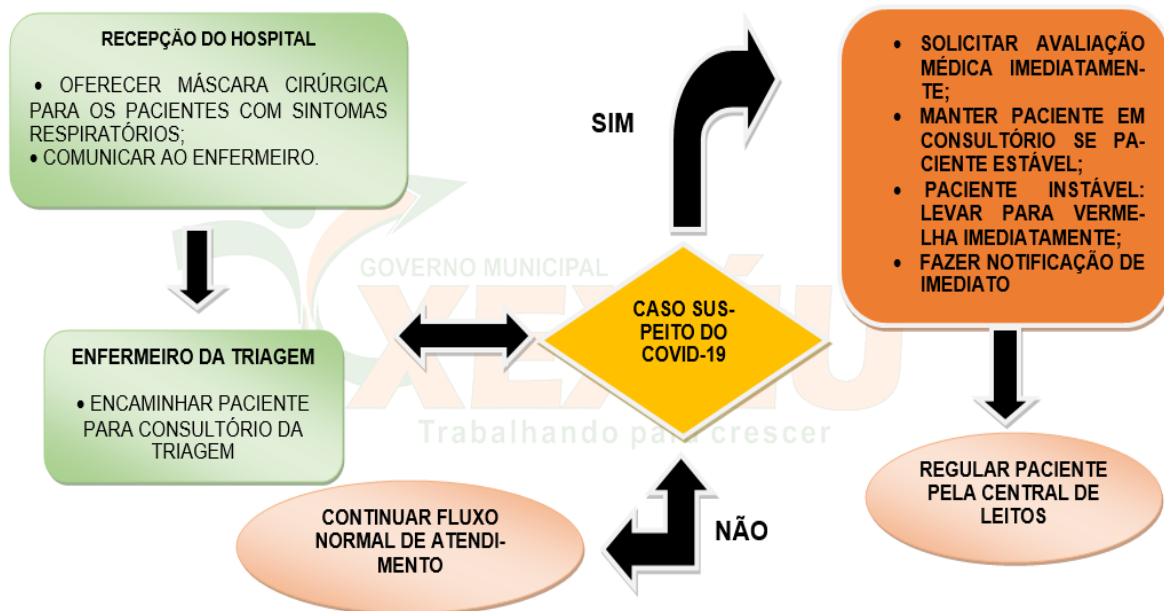 RECEPÇÃO DO HOSPITAL
• OFERECER MÁSCARA CIRÚRGICA
PARA OS PACIENTES COM SINTOMAS
RESPIRATÓRIOS;
• COMUNICAR AO ENFERMEIRO.
ENFERMEIRO DA TRIAGEM
• ENCAMINHAR PACIENTE
PARA CONSULTÓRIO DA
TRIAGEM
GOVERNO MUNICIPAL
XEXÉU
Trabalhando para crescer
CASO SUS-
PEITO DO
COVID-19
SIM
• SOLICITAR AVALIAÇÃO
MÉDICA IMEDIATAMEN-
TE;
• MANTER PACIENTE EM
CONSULTÓRIO SE PA-
CIENTE ESTÁVEL;
• PACIENTE INSTÁVEL:
LEVAR PARA VERME-
LHA IMEDIATAMENTE;
• FAZER NOTIFICAÇÃO DE
IMEDIATO
REGULAR PACIENTE
PELA CENTRAL DE
LEITOS
NÃO
CONTINUAR FLUXO
NORMAL DE ATENDI-
MENTO